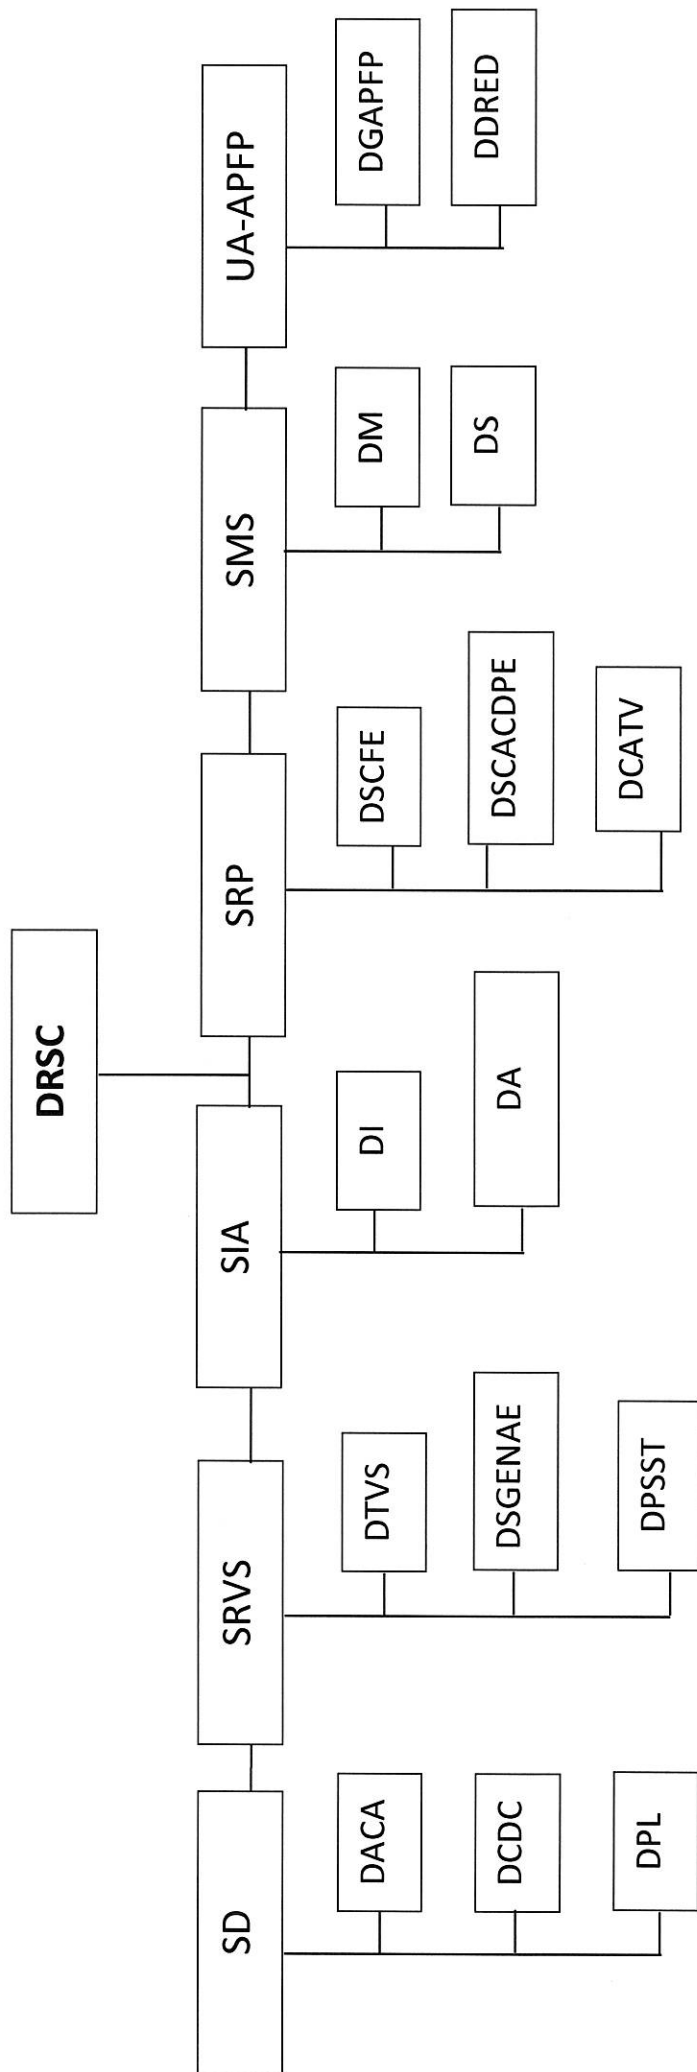 DRSC
SD
SRVS
SIA
SRP
SMS
UA-APFP
DACA
DCDC
DPL
DTVS
DSGENAE
DPSST
DI
DA
DSCFE
DSCACDPE
DCATV
DM
DS
DGAPFP
DDRED